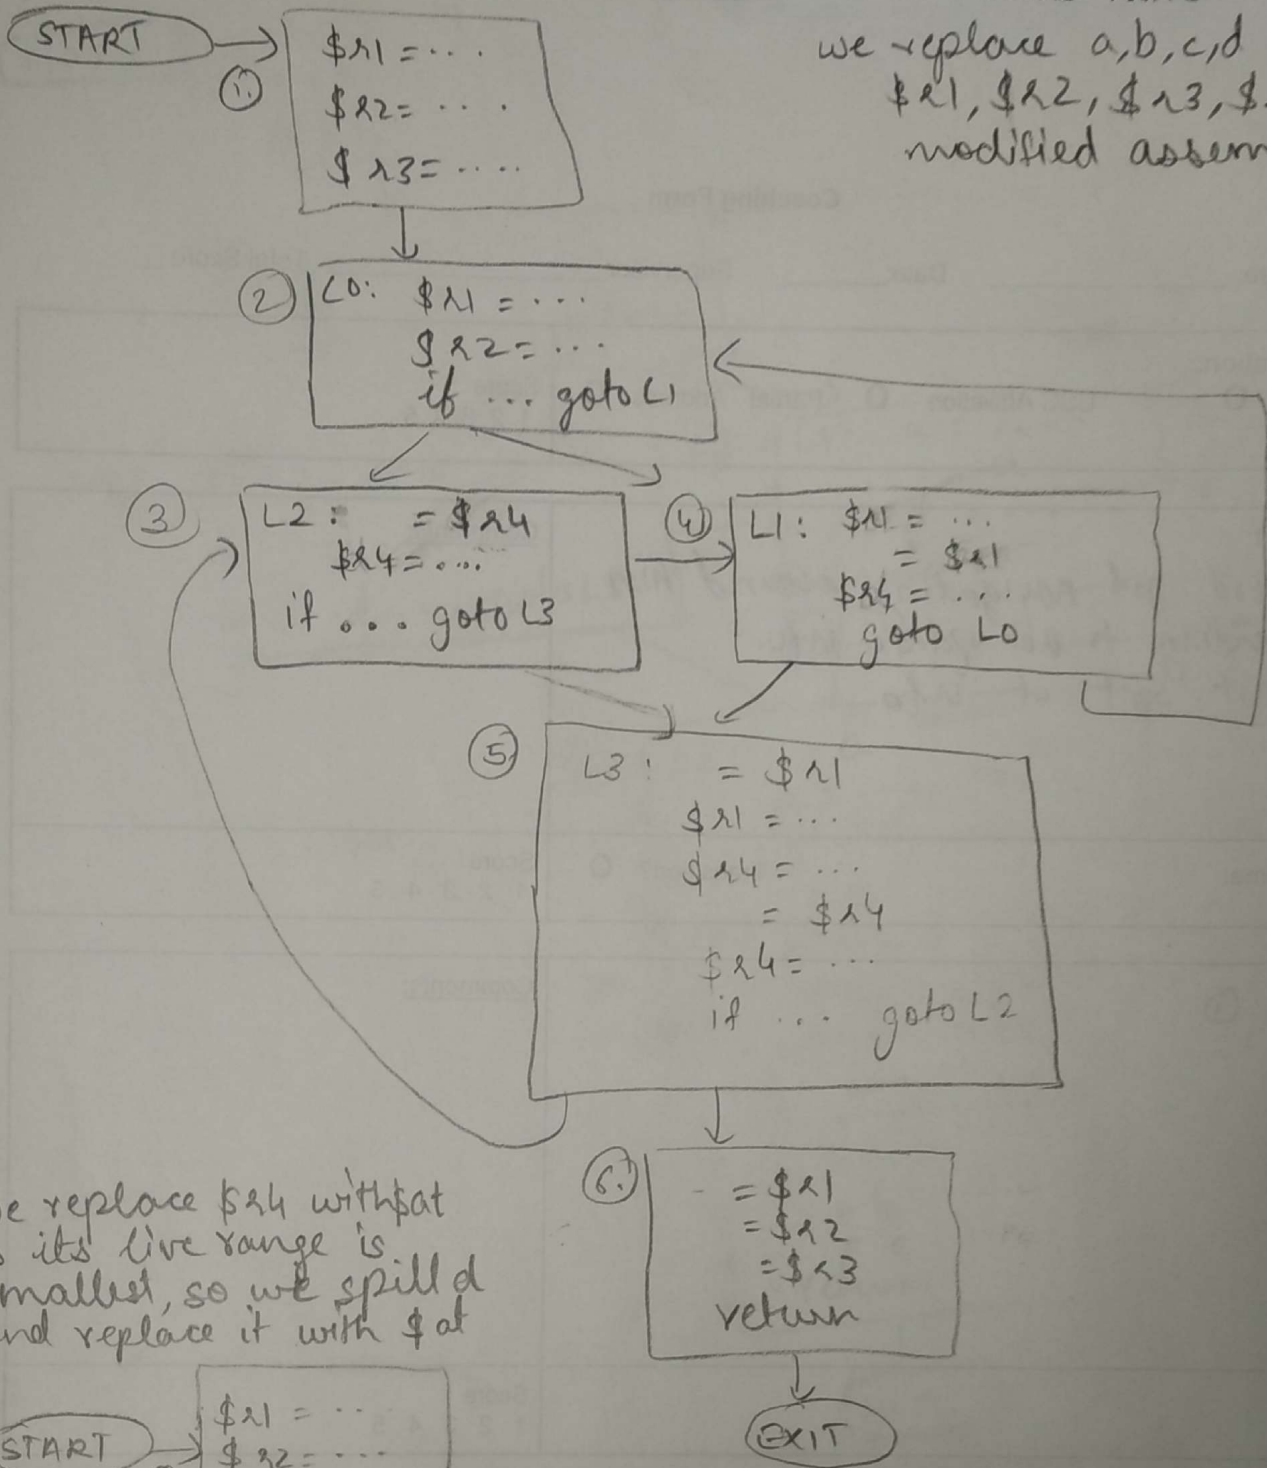 START
①
$r1 = ....
$r2 = ....
$r3 = ....
we replace a,b,c,d
$r1, $r2, $r3, $
modified assem
②
L0: $r1 = ...
$r2 = ...
if ... goto L1
③
L2: = $r4
$r4 = ....
if ... goto L3
④
L1: $r1 = ...
= $r1
$r4 = ....
goto L0
⑤
L3: = $r1
$r1 = ...
$r4 = ...
= $r4
$r4 = ...
if ... goto L2
⑥
= $r1
= $r2
= $r3
return
EXIT
e replace $r4 with $at
its live range is
mallest, so we spill d
nd replace it with $at
START
$r1 = ..
$r2 = ...